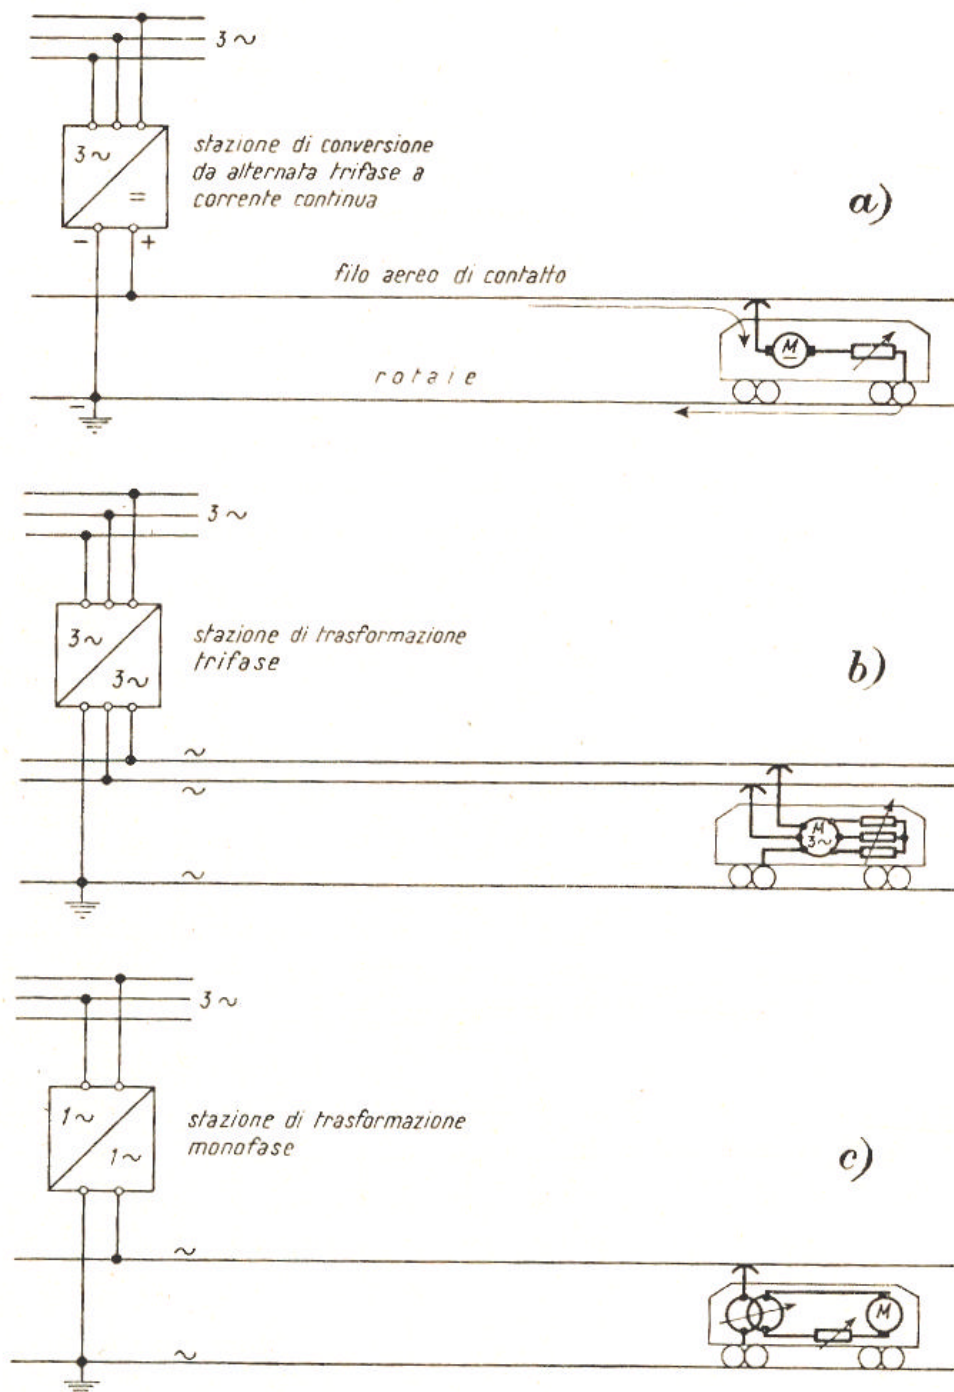 3~
3~
=
stazione di conversione
da alternata trifase a
corrente continua
a)
- +
filo aereo di contatto
M
rotaie
-
3~
3~
3~
stazione di trasformazione
trifase
b)
~
~
M
3~
~
3~
1~
1~
stazione di trasformazione
monofase
c)
~
M
~